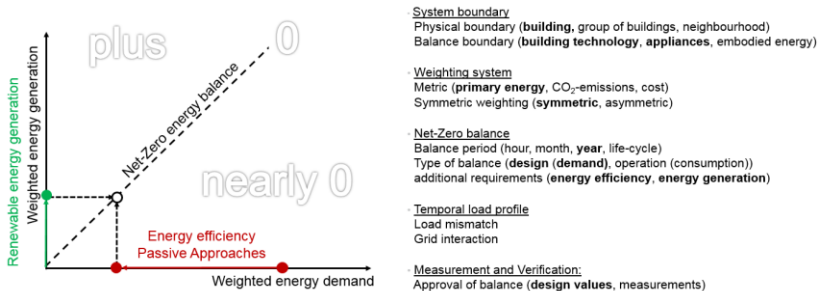 plus
0
Net-Zero energy balance
nearly 0
Renewable energy generation
Weighted energy generation
Energy efficiency
Passive Approaches
Weighted energy demand
· System boundary
Physical boundary (building, group of buildings, neighbourhood)
Balance boundary (building technology, appliances, embodied energy)
· Weighting system
Metric (primary energy, CO₂-emissions, cost)
Symmetric weighting (symmetric, asymmetric)
· Net-Zero balance
Balance period (hour, month, year, life-cycle)
Type of balance (design (demand), operation (consumption))
additional requirements (energy efficiency, energy generation)
· Temporal load profile
Load mismatch
Grid interaction
· Measurement and Verification:
Approval of balance (design values, measurements)